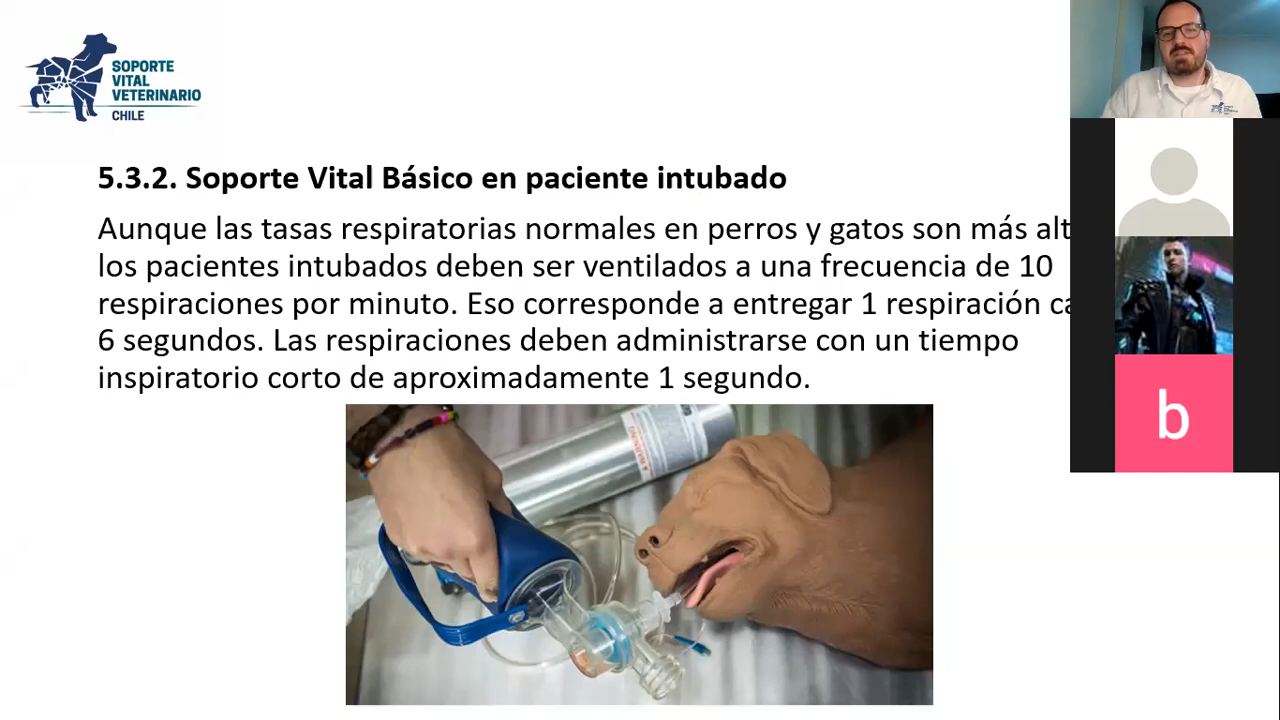 SOPORTE
VITAL
VETERINARIO
CHILE
5.3.2. Soporte Vital Básico en paciente intubado
Aunque las tasas respiratorias normales en perros y gatos son más alt
los pacientes intubados deben ser ventilados a una frecuencia de 10
respiraciones por minuto. Eso corresponde a entregar 1 respiración ca
6 segundos. Las respiraciones deben administrarse con un tiempo
inspiratorio corto de aproximadamente 1 segundo.
WARNING
b